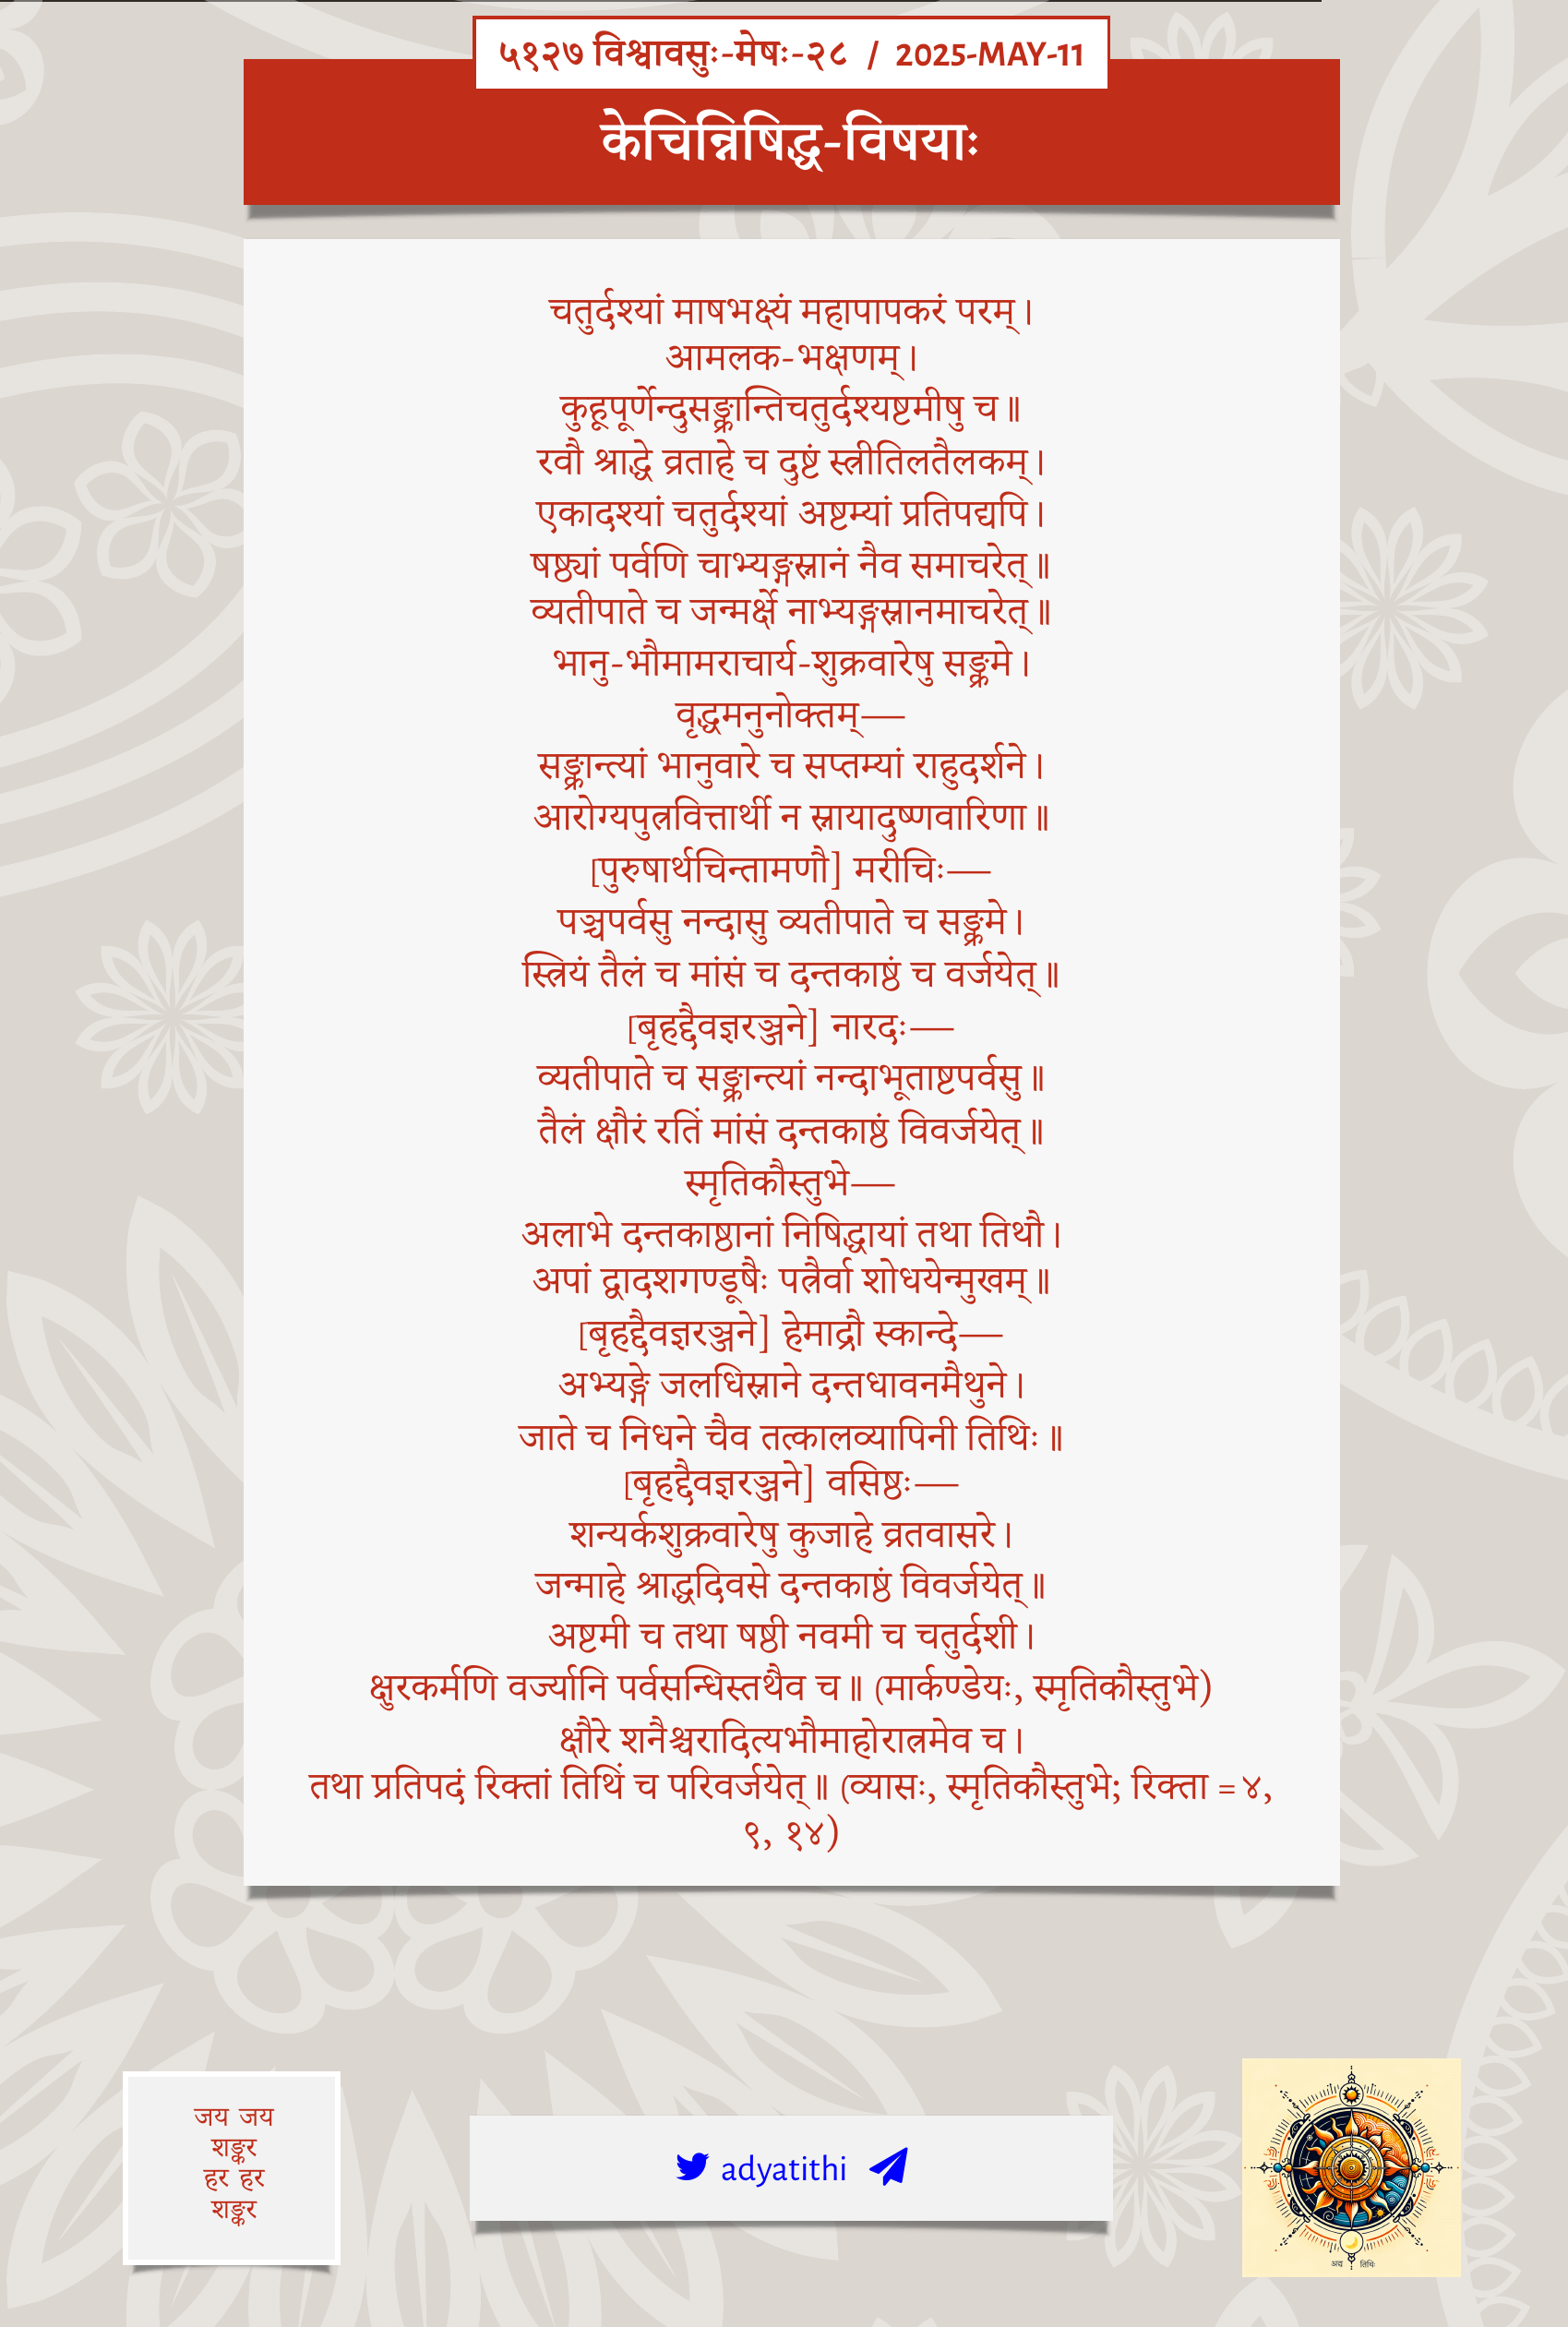 ५१२७ विश्वावसुः-मेषः-२८ / 2025-MAY-11
केचिन्निषिद्ध-विषयाः
चतुर्दश्यां माषभक्ष्यं महापापकरं परम्।
आमलक-भक्षणम्।
कुहूपूर्णेन्दुसङ्क्रान्तिचतुर्दश्यष्टमीषु च॥
रवौ श्राद्धे व्रताहे च दुष्टं स्त्रीतिलतैलकम्।
एकादश्यां चतुर्दश्यां अष्टम्यां प्रतिपद्यपि।
षष्ठ्यां पर्वणि चाभ्यङ्गस्नानं नैव समाचरेत्॥
व्यतीपाते च जन्मर्क्षे नाभ्यङ्गस्नानमाचरेत्॥
भानु-भौमामराचार्य-शुक्रवारेषु सङ्क्रमे।
वृद्धमनुनोक्तम्—
सङ्क्रान्त्यां भानुवारे च सप्तम्यां राहुदर्शने।
आरोग्यपुत्रवित्तार्थी न स्नायादुष्णवारिणा॥
[पुरुषार्थचिन्तामणौ] मरीचिः—
पञ्चपर्वसु नन्दासु व्यतीपाते च सङ्क्रमे।
स्त्रियं तैलं च मांसं च दन्तकाष्ठं च वर्जयेत्॥
[बृहद्दैवज्ञरञ्जने] नारदः—
व्यतीपाते च सङ्क्रान्त्यां नन्दाभूताष्टपर्वसु॥
तैलं क्षौरं रतिं मांसं दन्तकाष्ठं विवर्जयेत्॥
स्मृतिकौस्तुभे—
अलाभे दन्तकाष्ठानां निषिद्धायां तथा तिथौ।
अपां द्वादशगण्डूषैः पत्रैर्वा शोधयेन्मुखम्॥
[बृहद्दैवज्ञरञ्जने] हेमाद्रौ स्कान्दे—
अभ्यङ्गे जलधिस्नाने दन्तधावनमैथुने।
जाते च निधने चैव तत्कालव्यापिनी तिथिः॥
[बृहद्दैवज्ञरञ्जने] वसिष्ठः—
शन्यर्कशुक्रवारेषु कुजाहे व्रतवासरे।
जन्माहे श्राद्धदिवसे दन्तकाष्ठं विवर्जयेत्॥
अष्टमी च तथा षष्ठी नवमी च चतुर्दशी।
क्षुरकर्मणि वर्ज्यानि पर्वसन्धिस्तथैव च॥ (मार्कण्डेयः, स्मृतिकौस्तुभे)
क्षौरे शनैश्चरादित्यभौमाहोरात्रमेव च।
तथा प्रतिपदं रिक्तां तिथिं च परिवर्जयेत्॥ (व्यासः, स्मृतिकौस्तुभे; रिक्ता = ४,
९, १४)
जय जय
शङ्कर
हर हर
शङ्कर
adyatithi
अद्य तिथिः